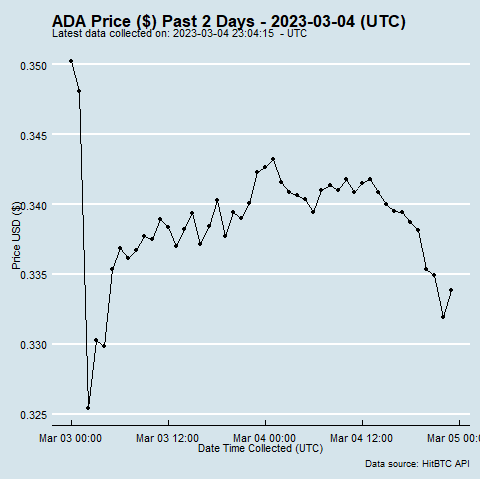 ADA Price ($) Past 2 Days - 2023-03-04 (UTC)
Latest data collected on: 2023-03-04 23:04:15  - UTC
0.350
0.345
0.340
0.335
0.330
0.325
Price USD ($)
Mar 03 00:00 Mar 03 12:00 Mar 04 00:00 Mar 04 12:00 Mar 05 00:00
Date Time Collected (UTC)
Data source: HitBTC API